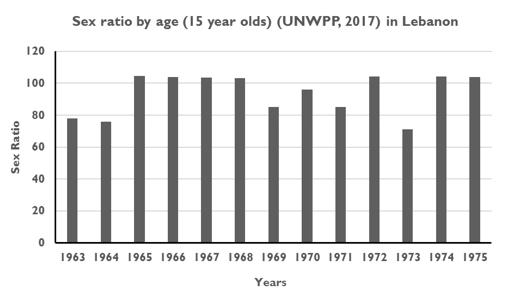 Sex ratio by age (15 year olds) (UNWPP, 2017) in Lebanon
120
100
80
60
40
20
0
Sex Ratio
1963 1964 1965 1966 1967 1968 1969 1970 1971 1972 1973 1974 1975
Years